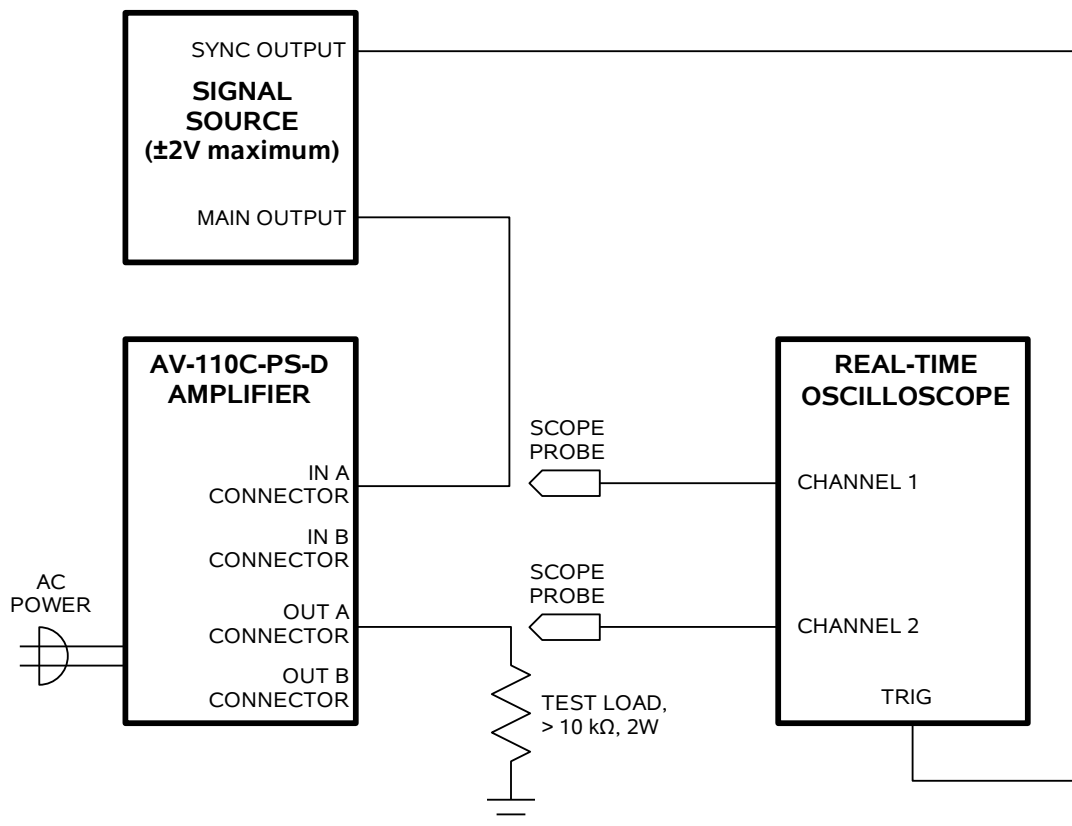 SYNC OUTPUT
SIGNAL
SOURCE
(±2V maximum)
MAIN OUTPUT
AV-110C-PS-D
AMPLIFIER
IN A
CONNECTOR
IN B
CONNECTOR
OUT A
CONNECTOR
OUT B
CONNECTOR
AC
POWER
SCOPE
PROBE
SCOPE
PROBE
TEST LOAD,
> 10 kΩ, 2W
REAL-TIME
OSCILLOSCOPE
CHANNEL 1
CHANNEL 2
TRIG